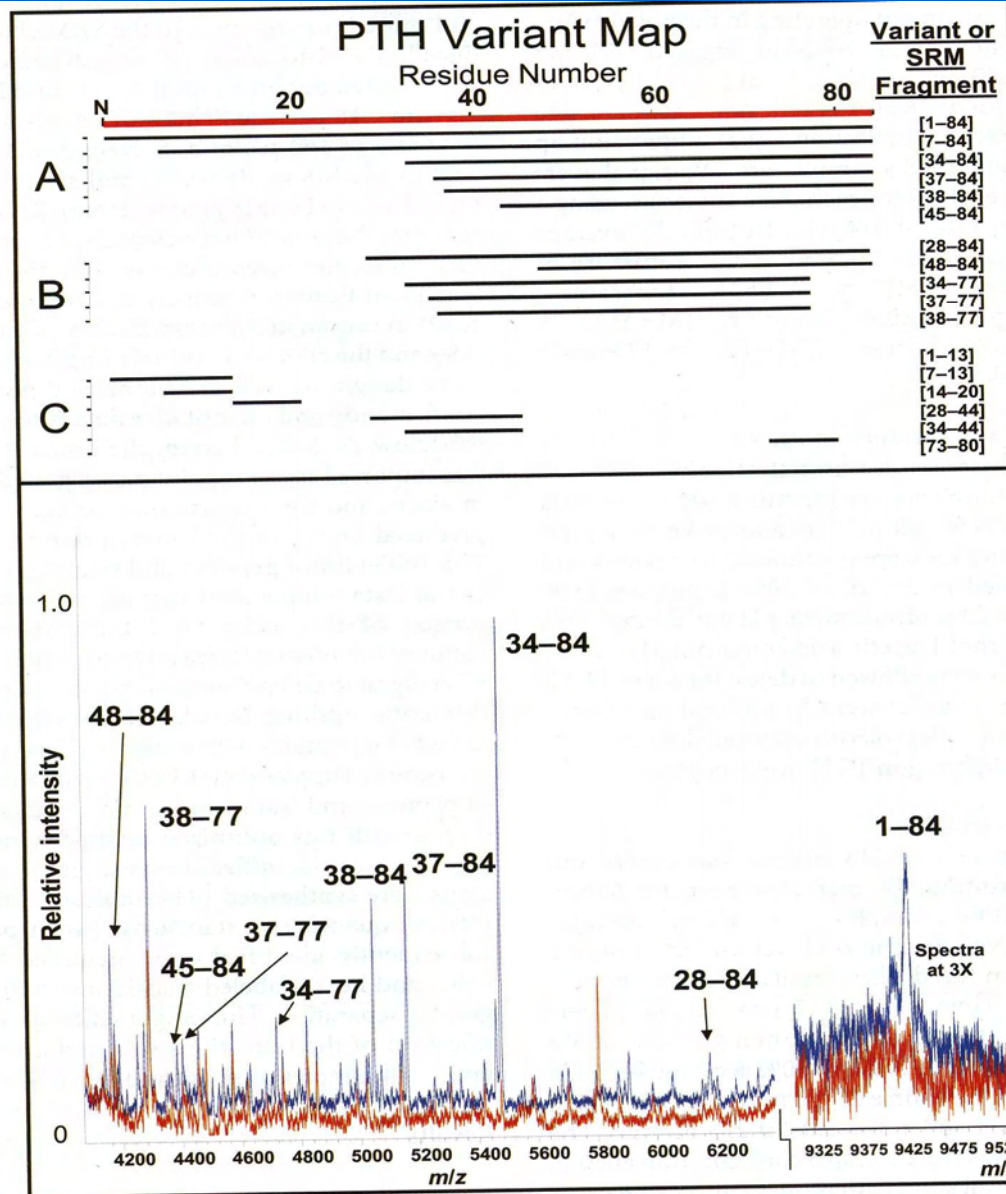 PTH Variant Map
Residue Number
Variant or
SRM
Fragment
N
20
40
60
80
A
[1–84]
[7–84]
[34–84]
[37–84]
[38–84]
[45–84]
B
[28–84]
[48–84]
[34–77]
[37–77]
[38–77]
C
[1–13]
[7–13]
[14–20]
[28–44]
[34–44]
[73–80]
Relative intensity
1.0
0
48–84
38–77
45–84
37–77
34–77
38–84
37–84
34–84
28–84
1–84
Spectra
at 3X
4200 4400 4600 4800 5000 5200 5400 5600 5800 6000 6200
m/z
9325 9375 9425 9475